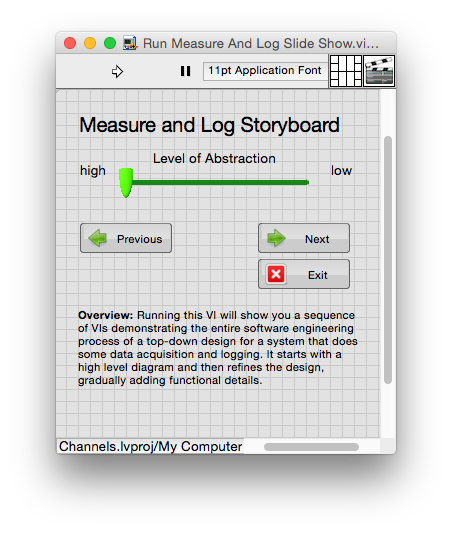 Run Measure And Log Slide Show.vi...
11pt Application Font
Measure and Log Storyboard
Level of Abstraction
high
low
Previous
Next
Exit
Overview: Running this VI will show you a sequence
of VIs demonstrating the entire software engineering
process of a top-down design for a system that does
some data acquisition and logging. It starts with a
high level diagram and then refines the design,
gradually adding functional details.
Channels.lvproj/My Computer